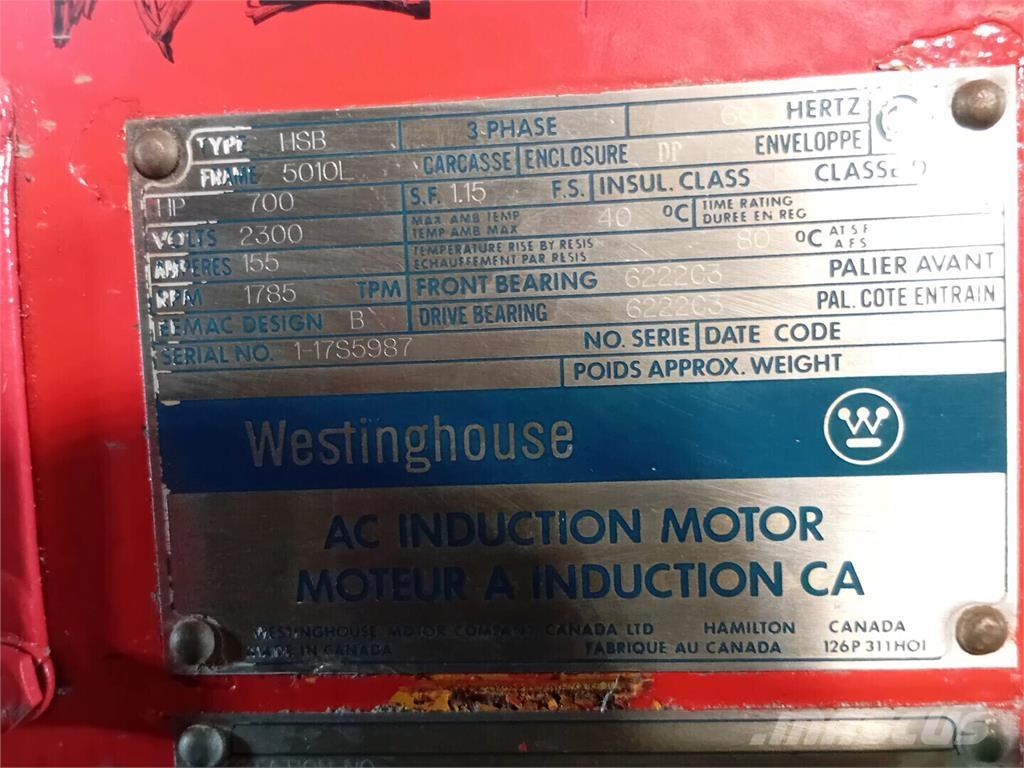 TYPE HSB 3 PHASE 60 HERTZ
FRAME 5010L CARCASSE ENCLOSURE DP ENVELOPPE
HP 700 S.F. 1.15 F.S. INSUL. CLASS CLASSE
VOLTS 2300 MAX AMB TEMP TEMP AMB MAX 40 °C TIME RATING DUREE EN REG
AMPERES 155 TEMPERATURE RISE BY RESIS ECHAUFFEMENT PAR RESIS 80 °C AT S F A F S
RPM 1785 TPM FRONT BEARING 6222C3 PALIER AVANT
NEMAC DESIGN B DRIVE BEARING 6222C3 PAL. COTE ENTRAIN
SERIAL NO. 1-17S5987 NO. SERIE DATE CODE
POIDS APPROX. WEIGHT
Westinghouse W
AC INDUCTION MOTOR
MOTEUR A INDUCTION CA
WESTINGHOUSE MOTOR COMPANY CANADA LTD HAMILTON CANADA
MADE IN CANADA FABRIQUE AU CANADA 126P311H01
MASCUS